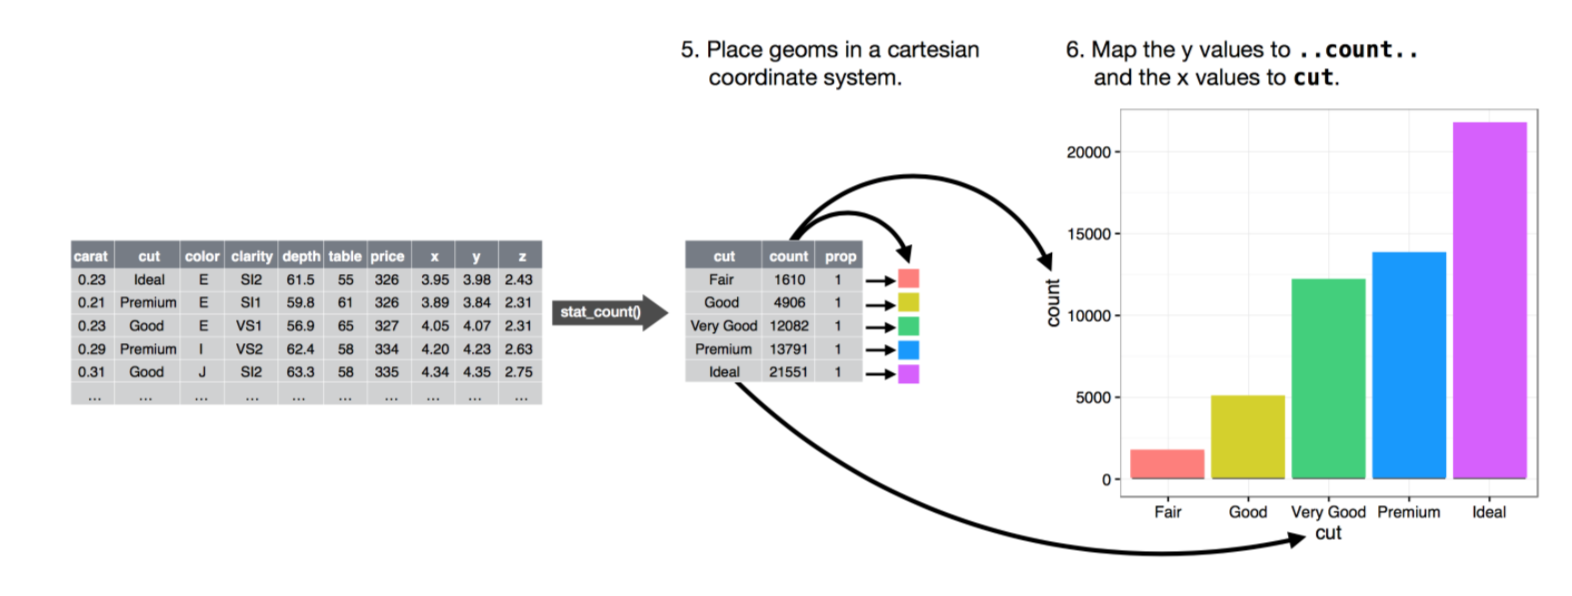 5. Place geoms in a cartesian
coordinate system.
6. Map the y values to ..count..
and the x values to cut.
carat cut color clarity depth table price x y z
0.23 Ideal E SI2 61.5 55 326 3.95 3.98 2.43
0.21 Premium E SI1 59.8 61 326 3.89 3.84 2.31
0.23 Good E VS1 56.9 65 327 4.05 4.07 2.31
0.29 Premium I VS2 62.4 58 334 4.20 4.23 2.63
0.31 Good J SI2 63.3 58 335 4.34 4.35 2.75
... ... ... ... ... ... ... ... ... ...
stat_count()
cut count prop
Fair 1610 1
Good 4906 1
Very Good 12082 1
Premium 13791 1
Ideal 21551 1
count
20000
15000
10000
5000
0
Fair Good Very Good Premium Ideal
cut